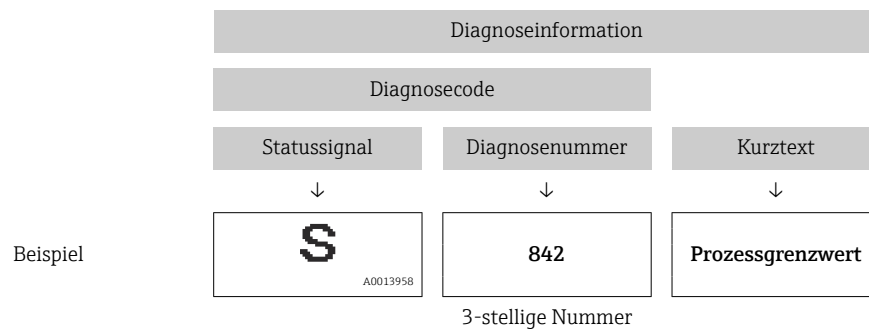 Diagnoseinformation
Diagnosecode
Statussignal Diagnosenummer Kurztext
↓ ↓ ↓
Beispiel S 842 Prozessgrenzwert
A0013958
3-stellige Nummer